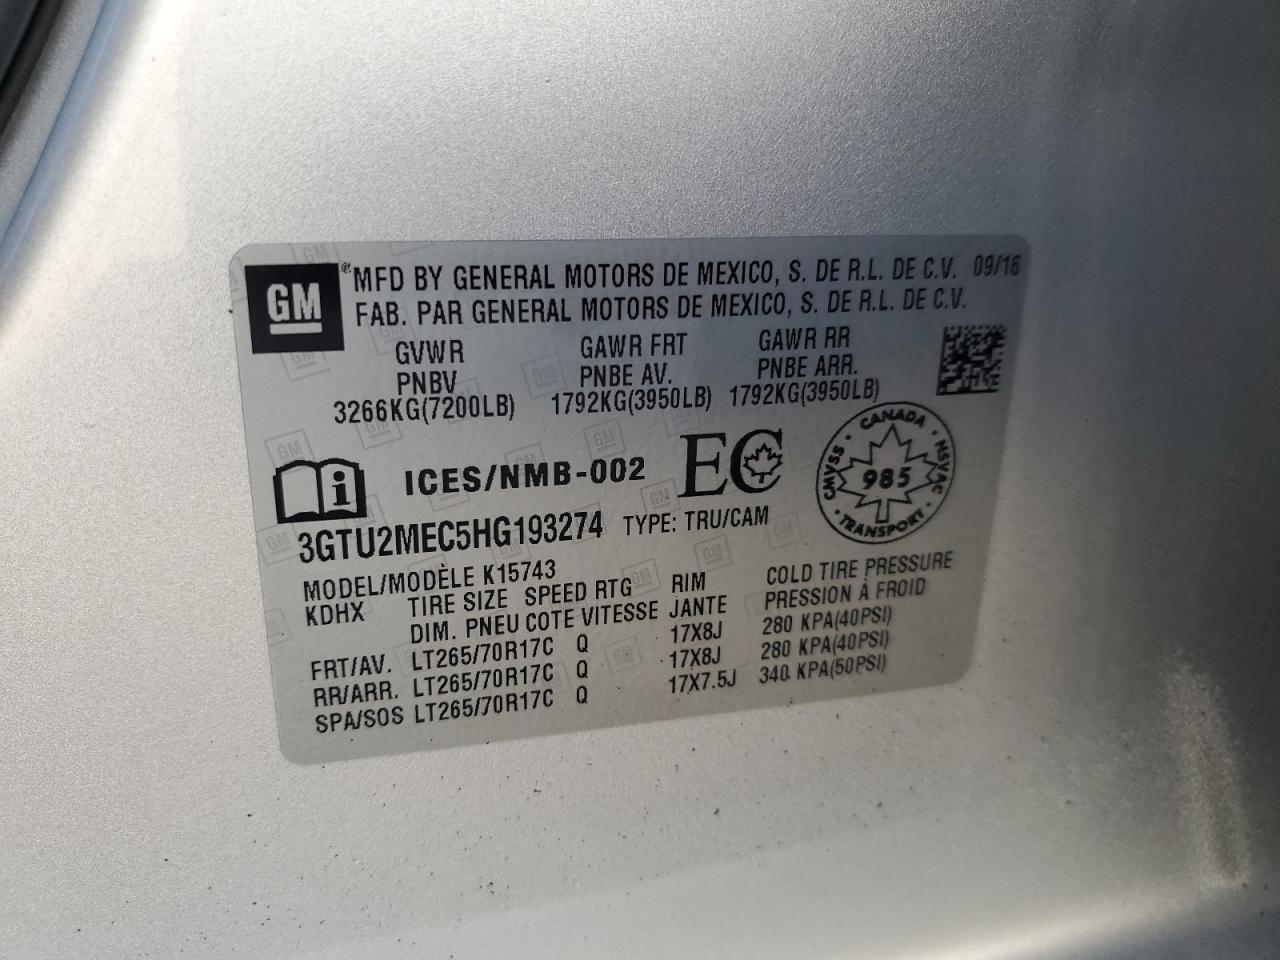 GM ® MFD BY GENERAL MOTORS DE MEXICO, S. DE R.L. DE C.V. 09/16
FAB. PAR GENERAL MOTORS DE MEXICO, S. DE R.L. DE C.V.
GVWR GAWR FRT GAWR RR
PNBV PNBE AV. PNBE ARR.
3266KG(7200LB) 1792KG(3950LB) 1792KG(3950LB)
ICES/NMB-002 EC
CANADA
CMVSS • 985 • NSVAC
TRANSPORT
3GTU2MEC5HG193274 TYPE: TRU/CAM
MODEL/MODÈLE K15743
KDHX TIRE SIZE SPEED RTG RIM COLD TIRE PRESSURE
DIM. PNEU COTE VITESSE JANTE PRESSION À FROID
FRT/AV. LT265/70R17C Q 17X8J 280 KPA(40PSI)
RR/ARR. LT265/70R17C Q 17X8J 280 KPA(40PSI)
SPA/SOS LT265/70R17C Q 17X7.5J 340 KPA(50PSI)